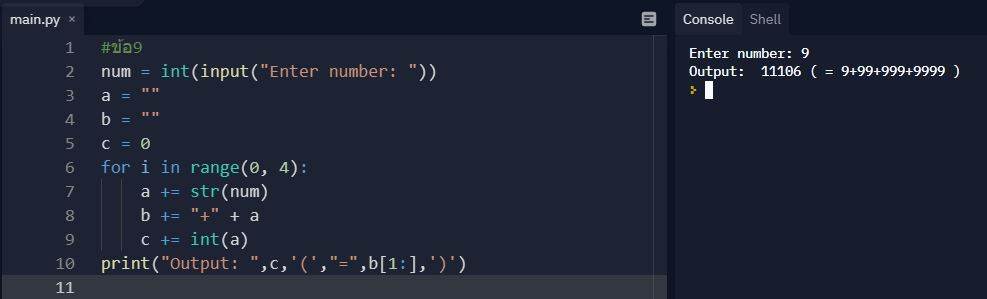 main.py ×
1 #ข้อ9
2 num = int(input("Enter number: "))
3 a = ""
4 b = ""
5 c = 0
6 for i in range(0, 4):
7     a += str(num)
8     b += "+" + a
9     c += int(a)
10 print("Output: ",c,'(',"=",b[1:],')')
11
Console Shell
Enter number: 9
Output:  11106 ( = 9+99+999+9999 )